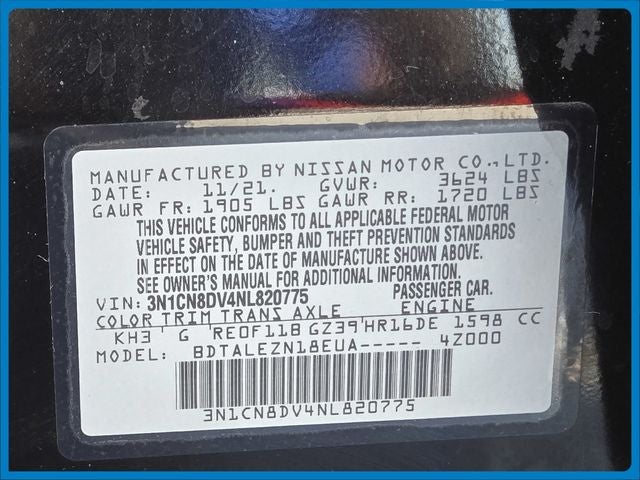 MANUFACTURED BY NISSAN MOTOR CO., LTD.
DATE: 11/21. GVWR: 3624 LBS
GAWR FR: 1905 LBS GAWR RR: 1720 LBS
THIS VEHICLE CONFORMS TO ALL APPLICABLE FEDERAL MOTOR
VEHICLE SAFETY, BUMPER AND THEFT PREVENTION STANDARDS
IN EFFECT ON THE DATE OF MANUFACTURE SHOWN ABOVE.
SEE OWNER'S MANUAL FOR ADDITIONAL INFORMATION.
VIN: 3N1CN8DV4NL820775 PASSENGER CAR.
COLOR TRIM TRANS AXLE ENGINE
KH3 G RE0F11B GZ39 HR16DE 1598 CC
MODEL: BDTALEZN18EUA----- 4Z000
3N1CN8DV4NL820775